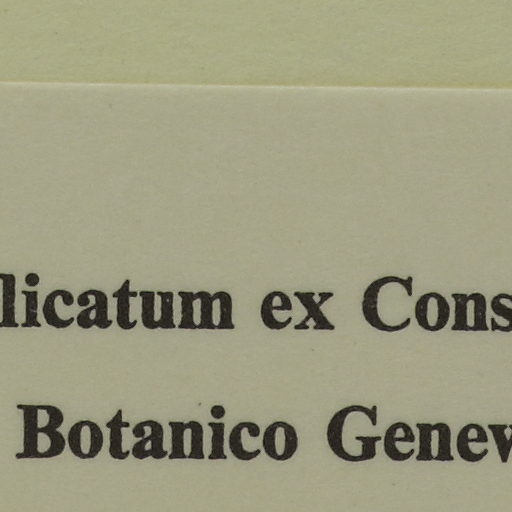 licatum ex Cons
Botanico Genev